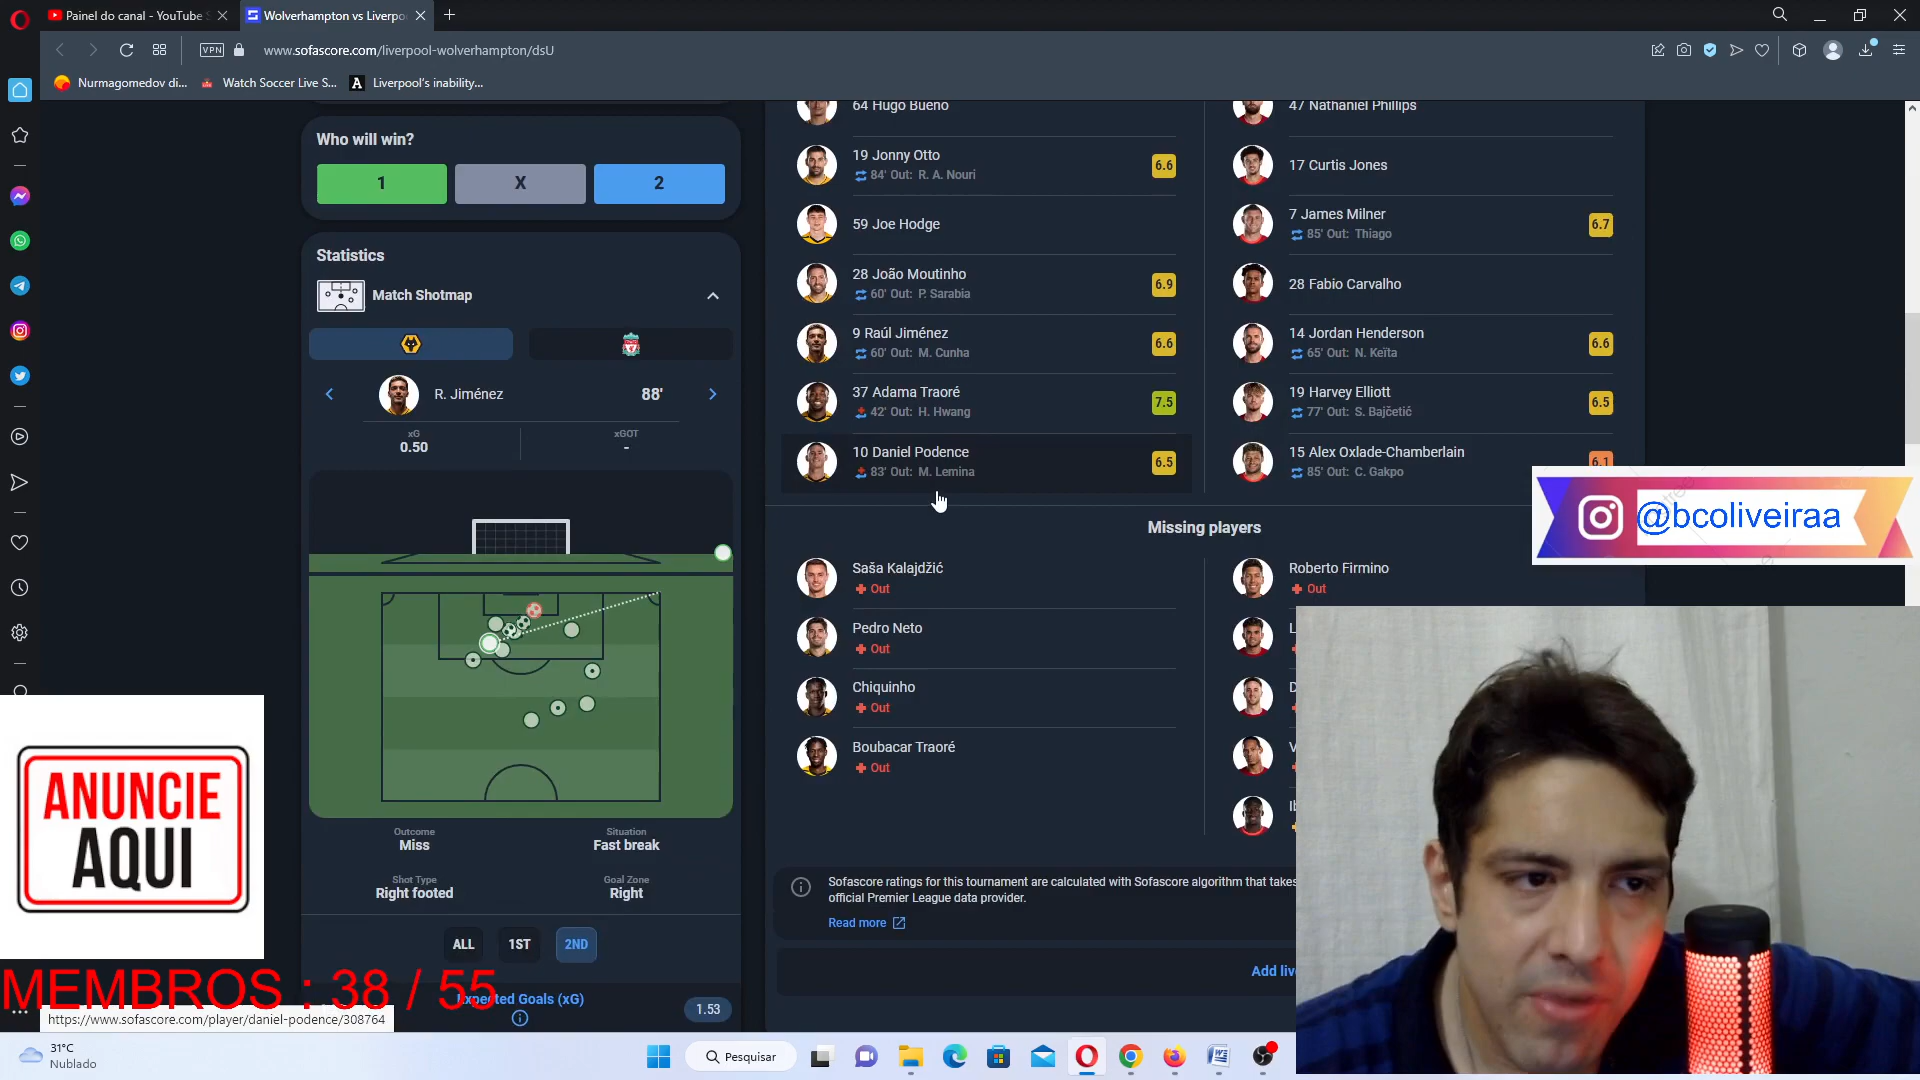 Painel do canal - YouTube S
Wolverhampton vs Liverpo
VPN
www.sofascore.com/liverpool-wolverhampton/dsU
Nurmagomedov di...
Watch Soccer Live S...
A
Liverpool's inability...
Who will win?
1
X
2
Statistics
Match Shotmap
R. Jiménez
88'
xG
0.50
xGOT
-
Outcome
Miss
Situation
Fast break
Shot Type
Right footed
Goal Zone
Right
ALL
1ST
2ND
Expected Goals (xG)
1.53
64 Hugo Bueno
19 Jonny Otto
84' Out: R. A. Nouri
6.6
59 Joe Hodge
28 João Moutinho
60' Out: P. Sarabia
6.9
9 Raúl Jiménez
60' Out: M. Cunha
6.6
37 Adama Traoré
42' Out: H. Hwang
7.5
10 Daniel Podence
83' Out: M. Lemina
6.5
47 Nathaniel Phillips
17 Curtis Jones
7 James Milner
85' Out: Thiago
6.7
28 Fabio Carvalho
14 Jordan Henderson
65' Out: N. Keïta
6.6
19 Harvey Elliott
77' Out: S. Bajčetić
6.5
15 Alex Oxlade-Chamberlain
85' Out: C. Gakpo
6.1
Missing players
Saša Kalajdžić
Out
Pedro Neto
Out
Chiquinho
Out
Boubacar Traoré
Out
Roberto Firmino
Out
L
D
V
Ib
Sofascore ratings for this tournament are calculated with Sofascore algorithm that takes
official Premier League data provider.
Read more
Add live
@bcoliveiraa
ANUNCIE
AQUI
MEMBROS : 38 / 55
https://www.sofascore.com/player/daniel-podence/308764
31°C
Nublado
Pesquisar